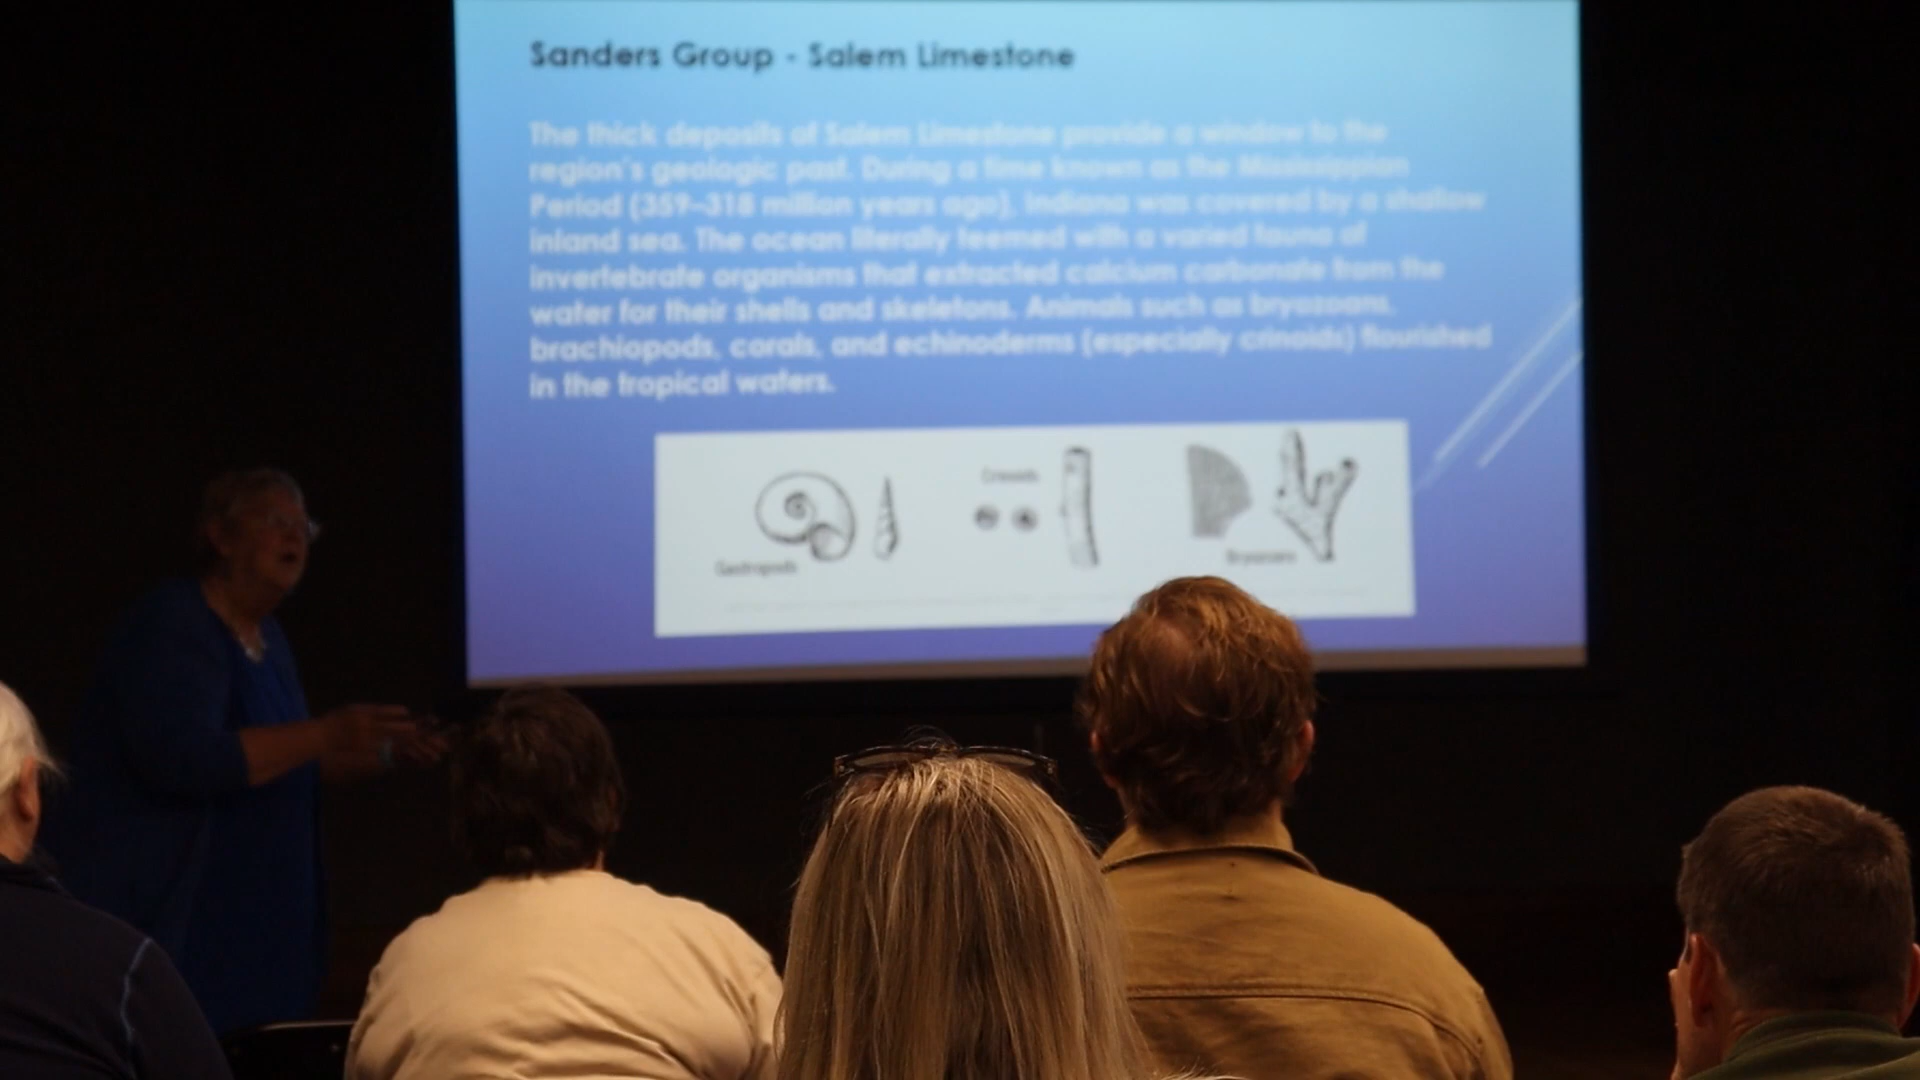 Sanders Group - Salem Limestone
The thick deposits of Salem Limestone provide a window to the
region's geologic past. During a time known as the Mississippian
Period (359–318 million years ago), Indiana was covered by a shallow
inland sea. The ocean literally teemed with a varied fauna of
invertebrate organisms that extracted calcium carbonate from the
water for their shells and skeletons. Animals such as bryozoans,
brachiopods, corals, and echinoderms (especially crinoids) flourished
in the tropical waters.
Crinoids
Gastropods
Bryozoans